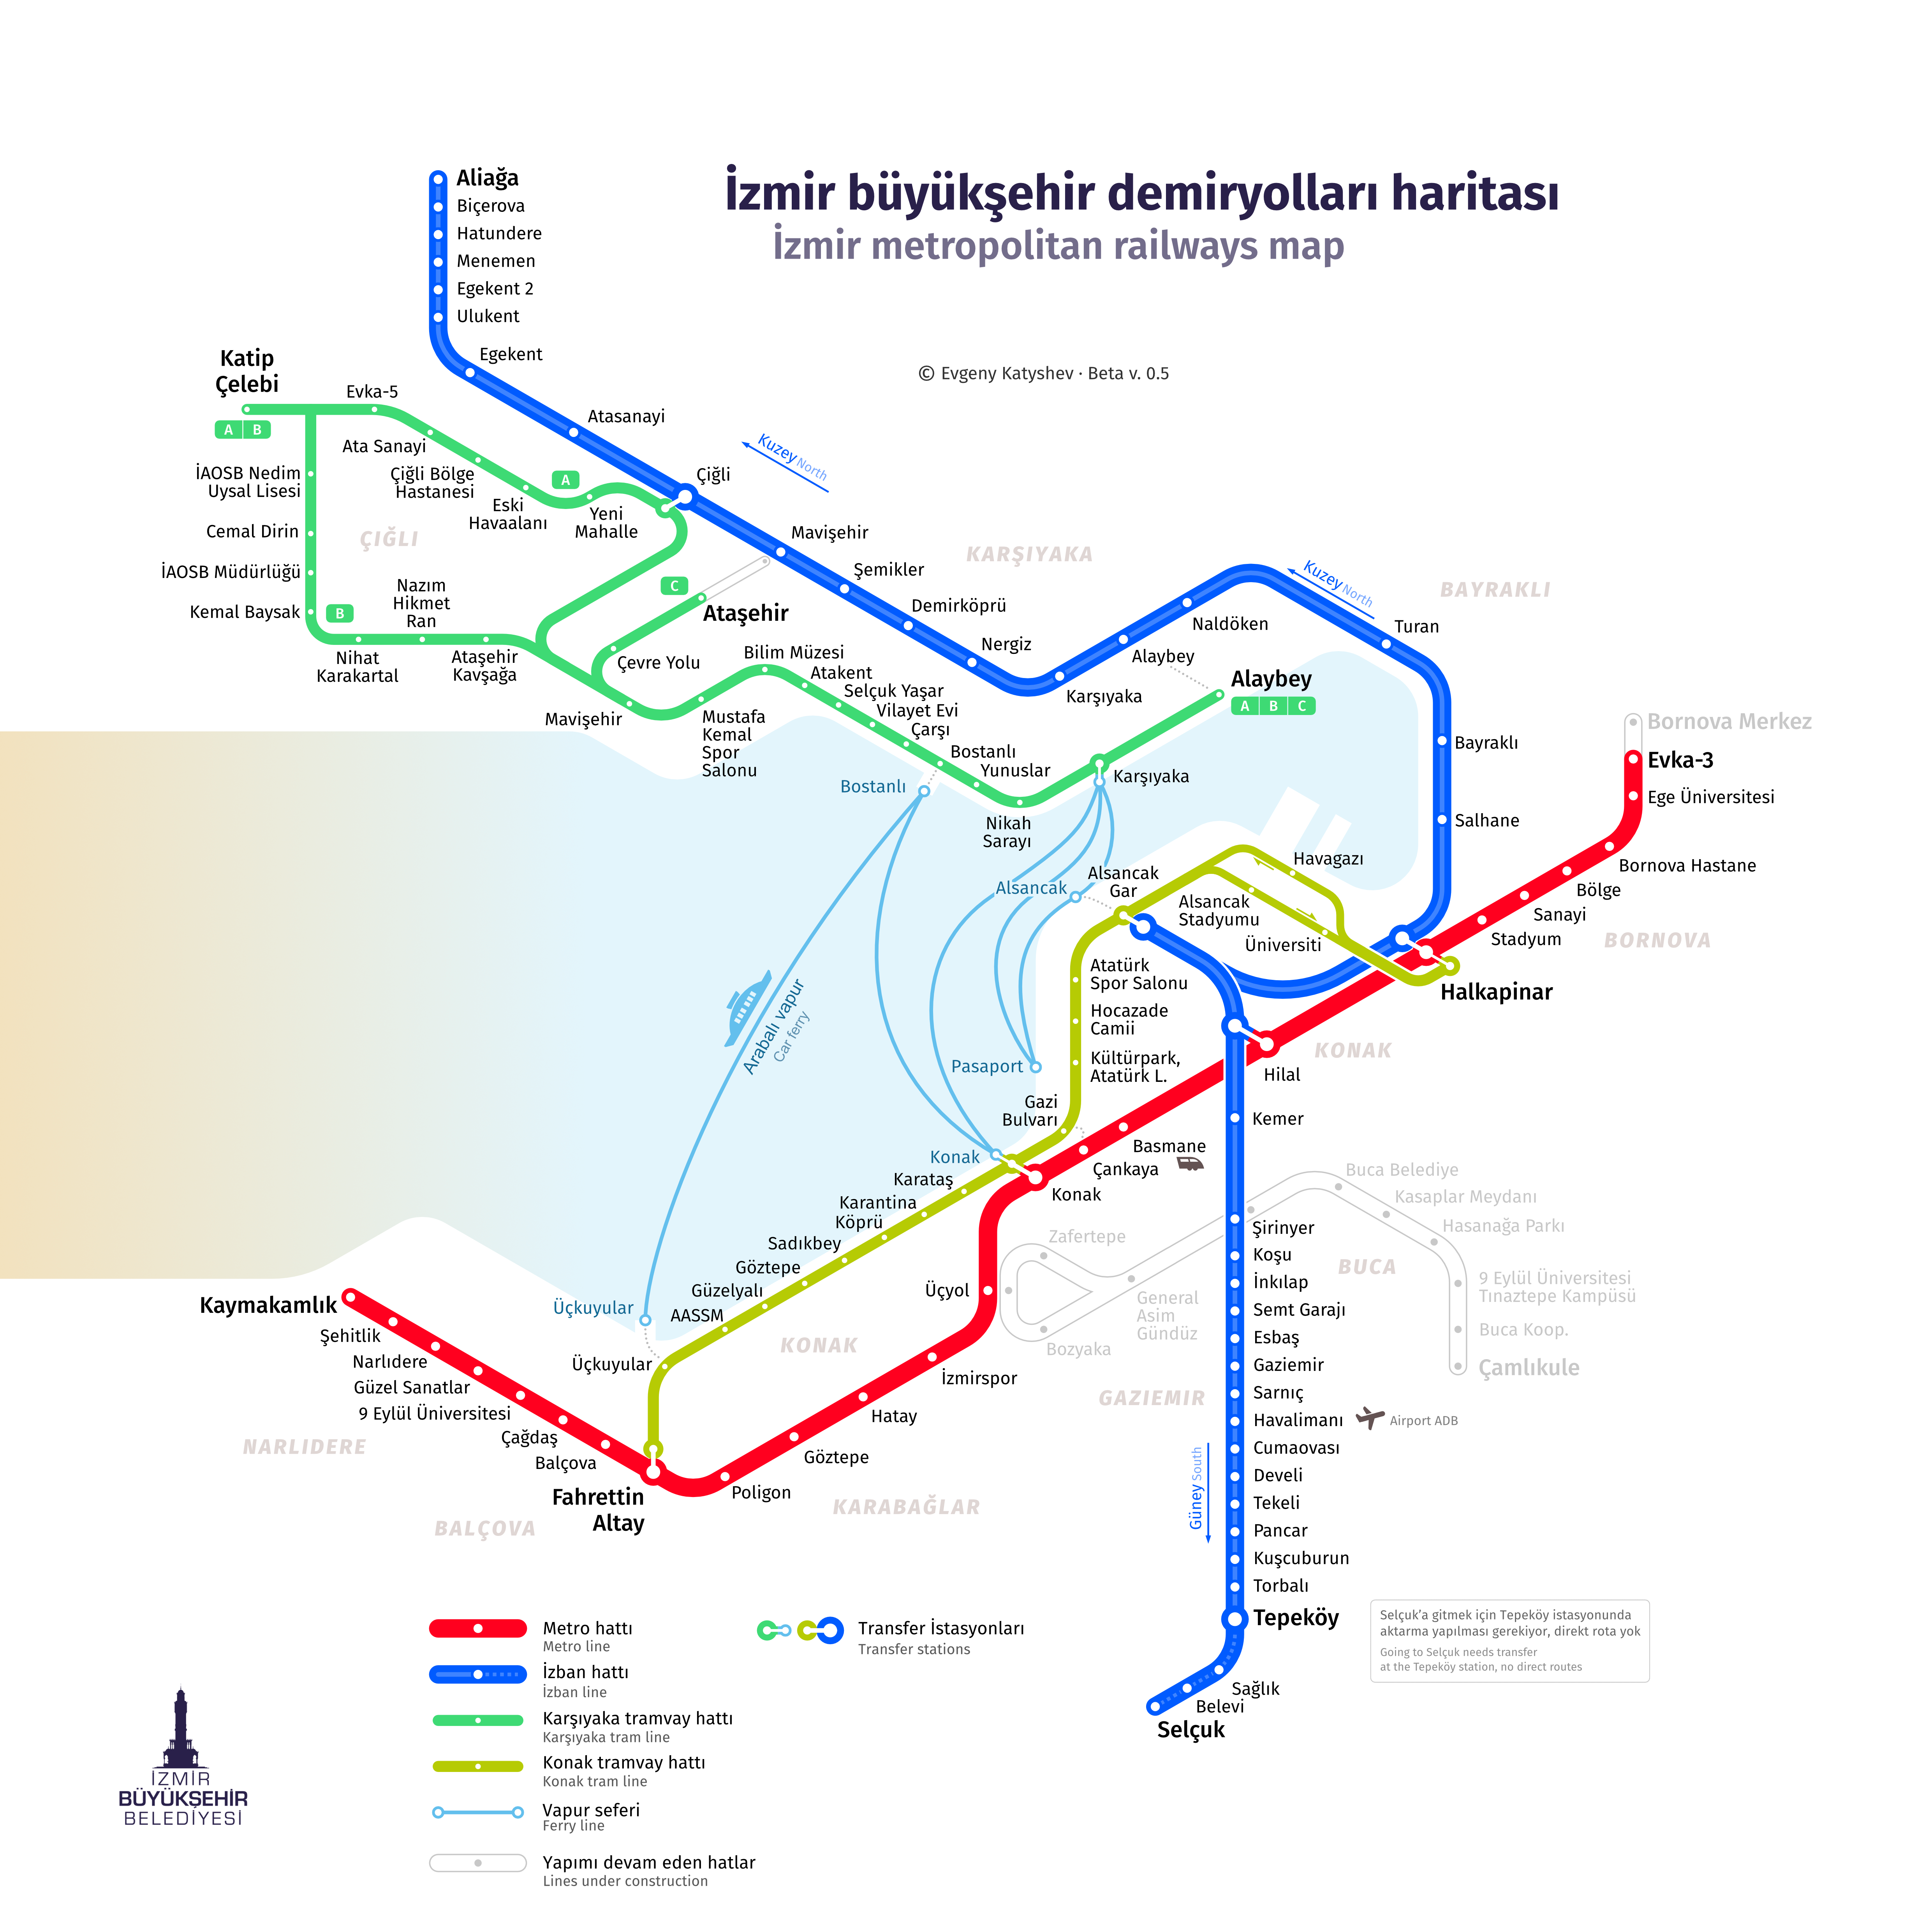 İzmir büyükşehir demiryolları haritası
İzmir metropolitan railways map
© Evgeny Katyshev · Beta v. 0.5
Aliağa
Biçerova
Hatundere
Menemen
Egekent 2
Ulukent
Egekent
Atasanayi
Çiğli
Kuzey North
Mavişehir
Şemikler
Demirköprü
Nergiz
Karşıyaka
Alaybey
Naldöken
Kuzey North
Turan
Bayraklı
Salhane
Katip
Çelebi
A B
Evka-5
Ata Sanayi
Çiğli Bölge
Hastanesi
Eski
Havaalanı
A
Yeni
Mahalle
İAOSB Nedim
Uysal Lisesi
Cemal Dirin
İAOSB Müdürlüğü
Kemal Baysak
B
Nihat
Karakartal
Nazım
Hikmet
Ran
Ataşehir
Kavşağa
C
Ataşehir
Çevre Yolu
Mavişehir
Mustafa
Kemal
Spor
Salonu
Bilim Müzesi
Atakent
Selçuk Yaşar
Vilayet Evi
Çarşı
Bostanlı
Yunuslar
Nikah
Sarayı
Karşıyaka
Alaybey
A B C
ÇIĞLI
KARŞIYAKA
BAYRAKLI
BORNOVA
KONAK
BUCA
GAZIEMIR
KONAK
KARABAĞLAR
BALÇOVA
NARLIDERE
Bornova Merkez
Evka-3
Ege Üniversitesi
Bornova Hastane
Bölge
Sanayi
Stadyum
Halkapinar
Hilal
Basmane
Çankaya
Konak
Üçyol
İzmirspor
Hatay
Göztepe
Poligon
Fahrettin
Altay
Balçova
Çağdaş
9 Eylül Üniversitesi
Güzel Sanatlar
Narlıdere
Şehitlik
Kaymakamlık
Bostanlı
Alsancak
Pasaport
Konak
Üçkuyular
Arabalı vapur
Car ferry
Havagazı
Alsancak
Gar
Alsancak
Stadyumu
Üniversiti
Atatürk
Spor Salonu
Hocazade
Camii
Kültürpark,
Atatürk L.
Gazi
Bulvarı
Karataş
Karantina
Köprü
Sadıkbey
Göztepe
Güzelyalı
AASSM
Üçkuyular
Kemer
Şirinyer
Koşu
İnkılap
Semt Garajı
Esbaş
Gaziemir
Sarnıç
Havalimanı
Airport ADB
Cumaovası
Develi
Tekeli
Pancar
Kuşcuburun
Torbalı
Tepeköy
Sağlık
Belevi
Selçuk
Güney South
Zafertepe
Bozyaka
General
Asim
Gündüz
Buca Belediye
Kasaplar Meydanı
Hasanağa Parkı
9 Eylül Üniversitesi
Tınaztepe Kampüsü
Buca Koop.
Çamlıkule
Selçuk’a gitmek için Tepeköy istasyonunda
aktarma yapılması gerekiyor, direkt rota yok
Going to Selçuk needs transfer
at the Tepeköy station, no direct routes
Metro hattı
Metro line
İzban hattı
İzban line
Karşıyaka tramvay hattı
Karşıyaka tram line
Konak tramvay hattı
Konak tram line
Vapur seferi
Ferry line
Yapımı devam eden hatlar
Lines under construction
Transfer İstasyonları
Transfer stations
İZMİR
BÜYÜKŞEHİR
BELEDİYESİ